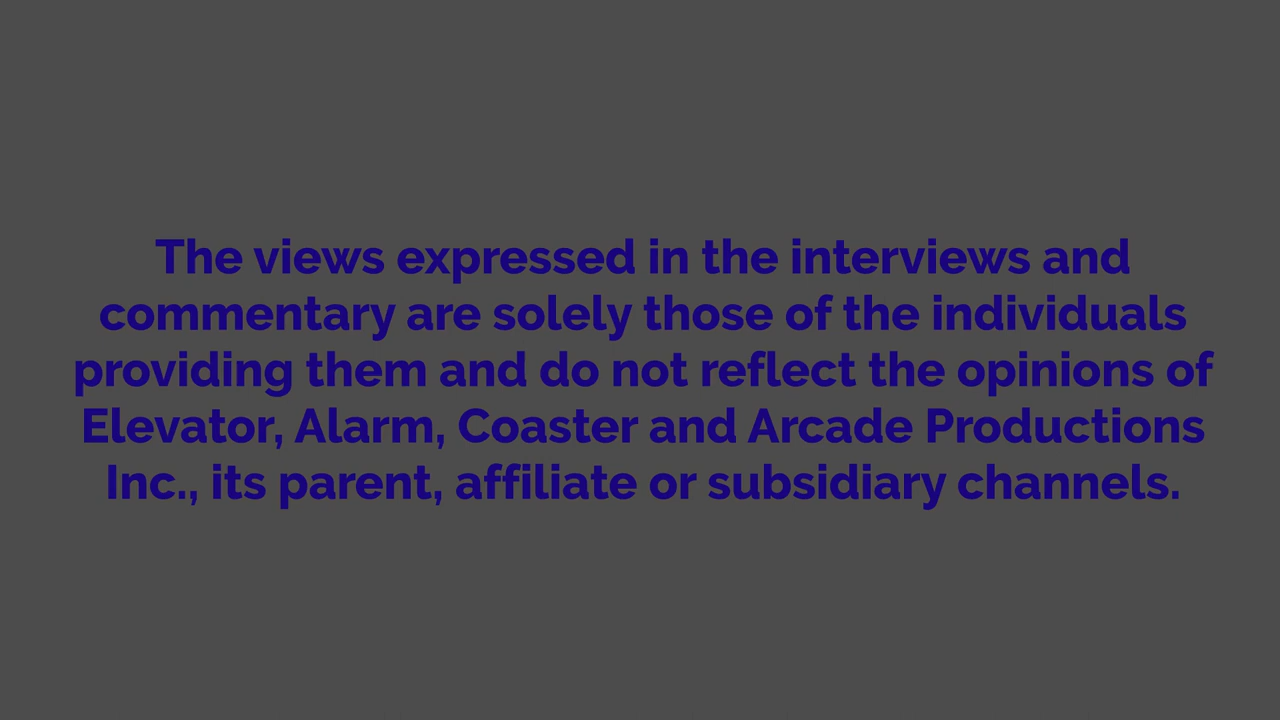 The views expressed in the interviews and
commentary are solely those of the individuals
providing them and do not reflect the opinions of
Elevator, Alarm, Coaster and Arcade Productions
Inc., its parent, affiliate or subsidiary channels.